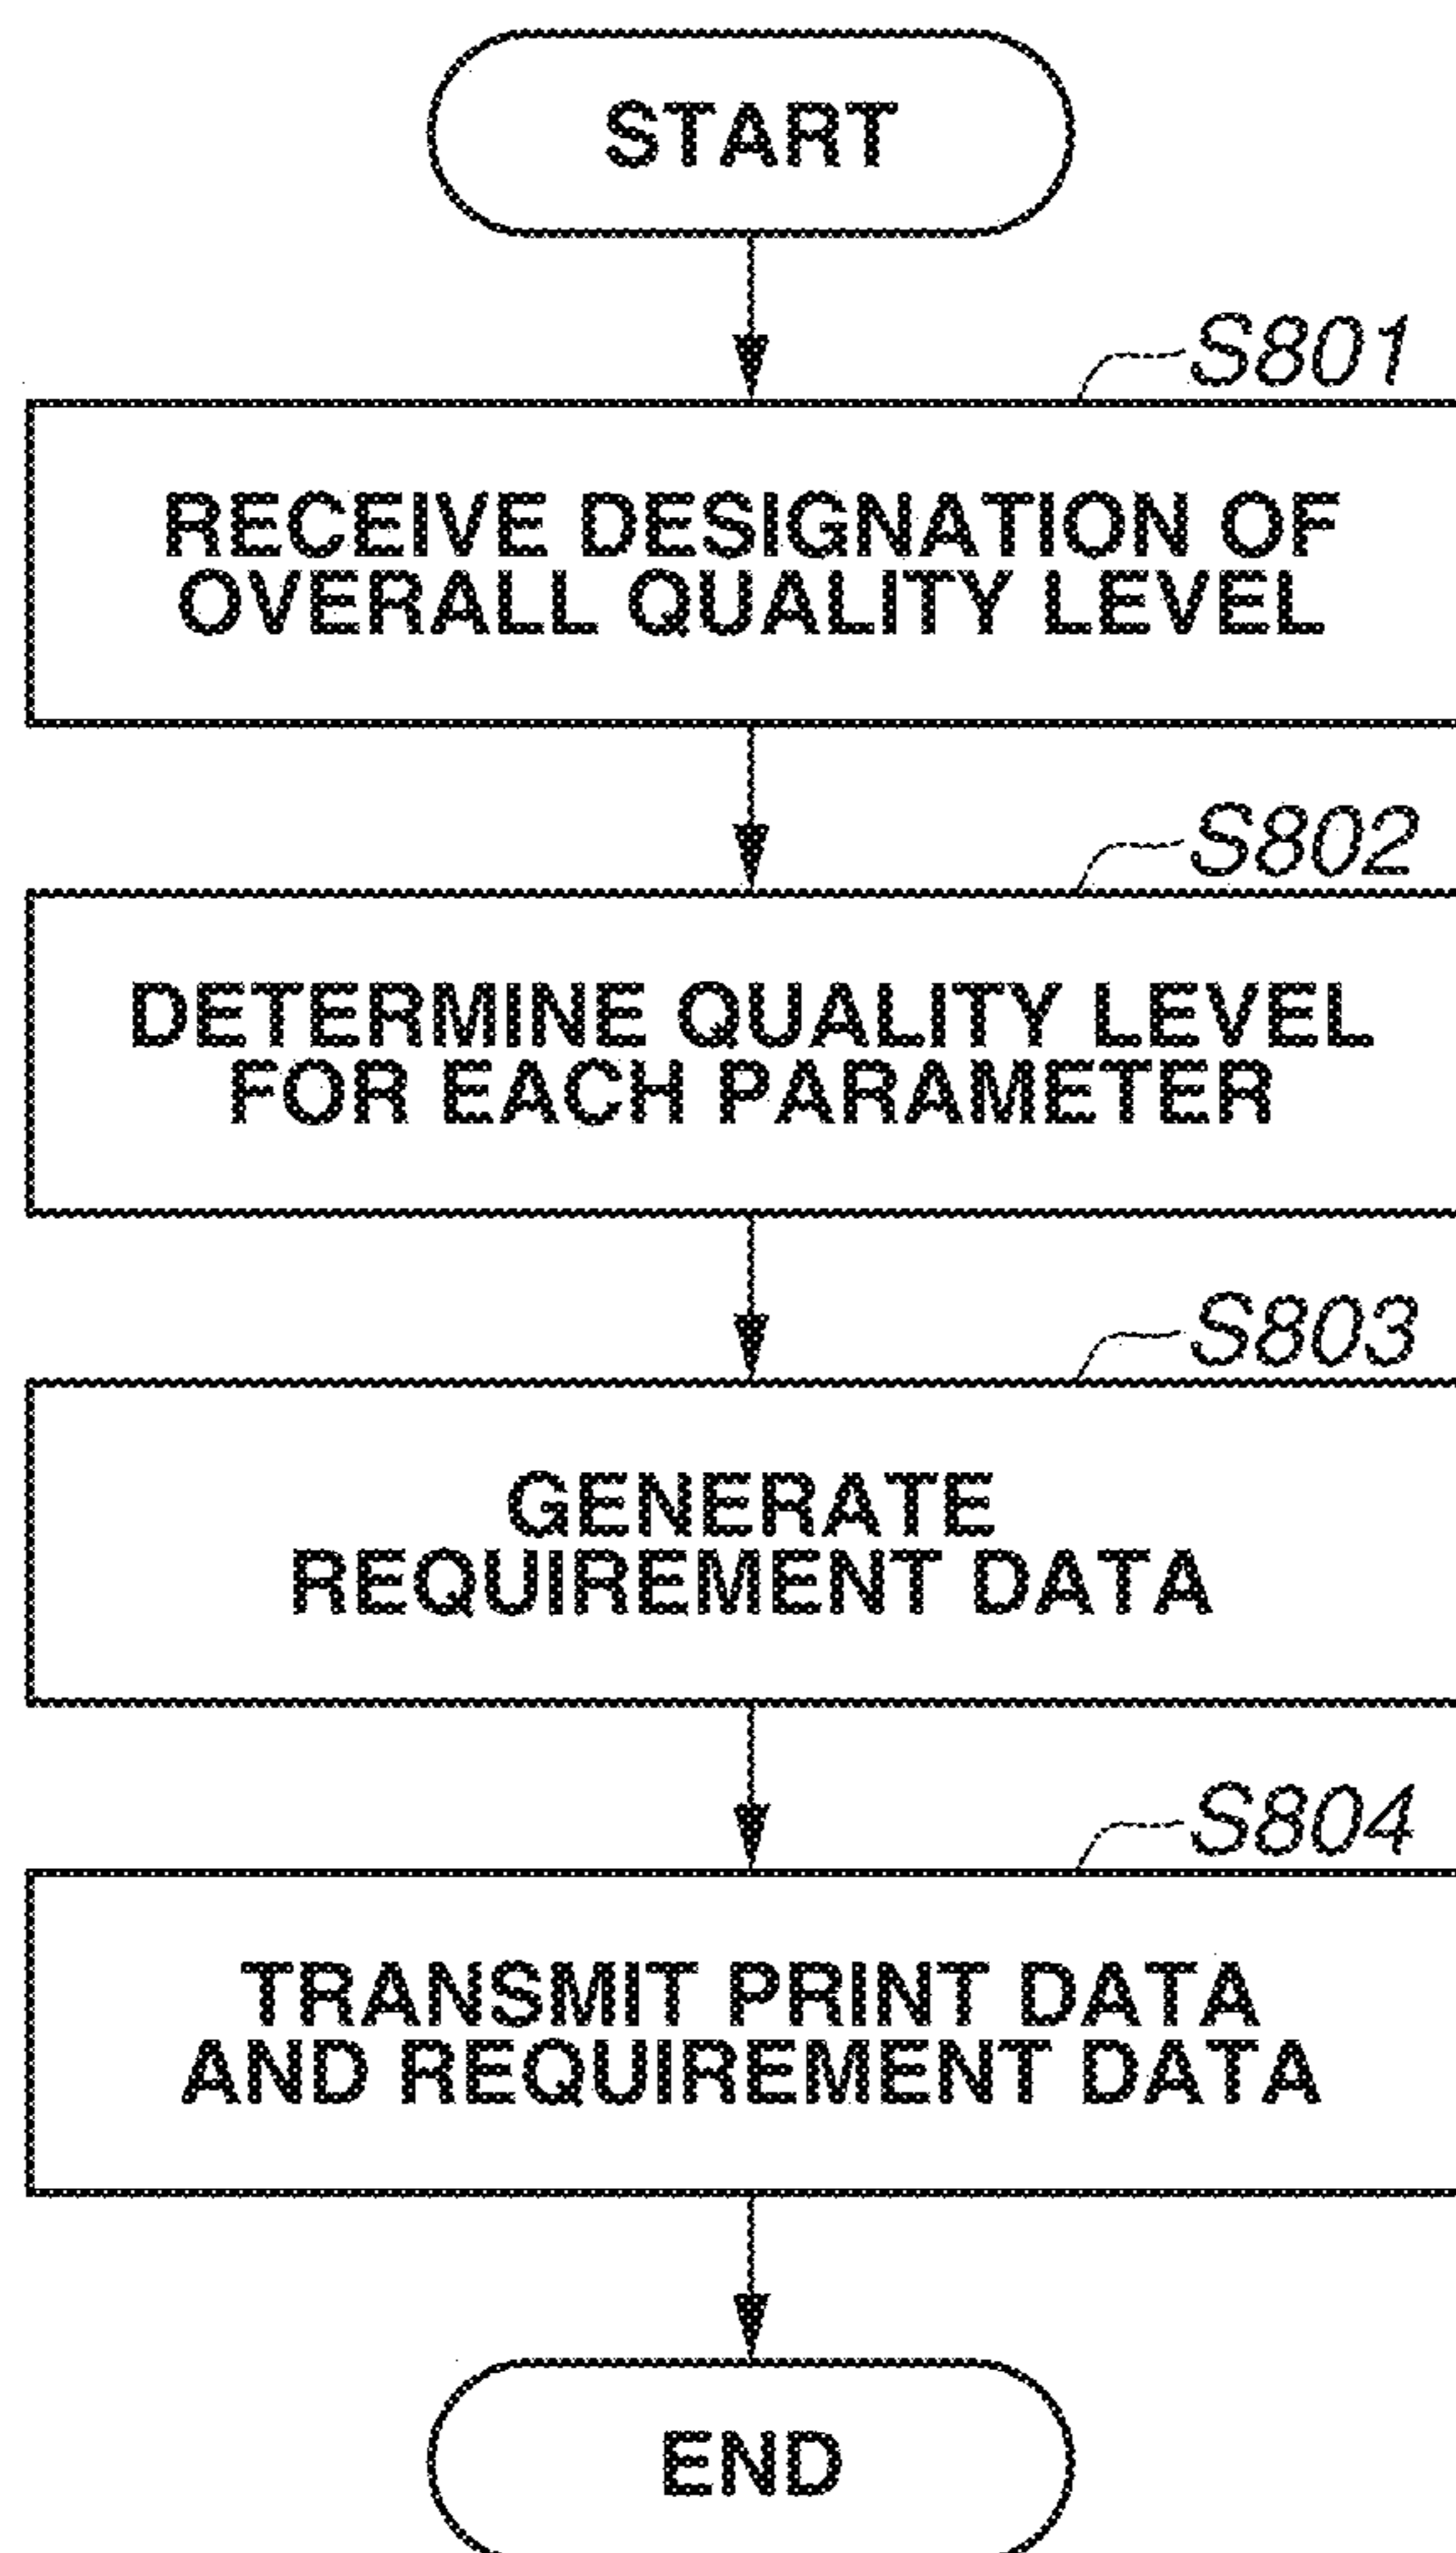 START
S801
RECEIVE DESIGNATION OF
OVERALL QUALITY LEVEL
S802
DETERMINE QUALITY LEVEL
FOR EACH PARAMETER
S803
GENERATE
REQUIREMENT DATA
S804
TRANSMIT PRINT DATA
AND REQUIREMENT DATA
END